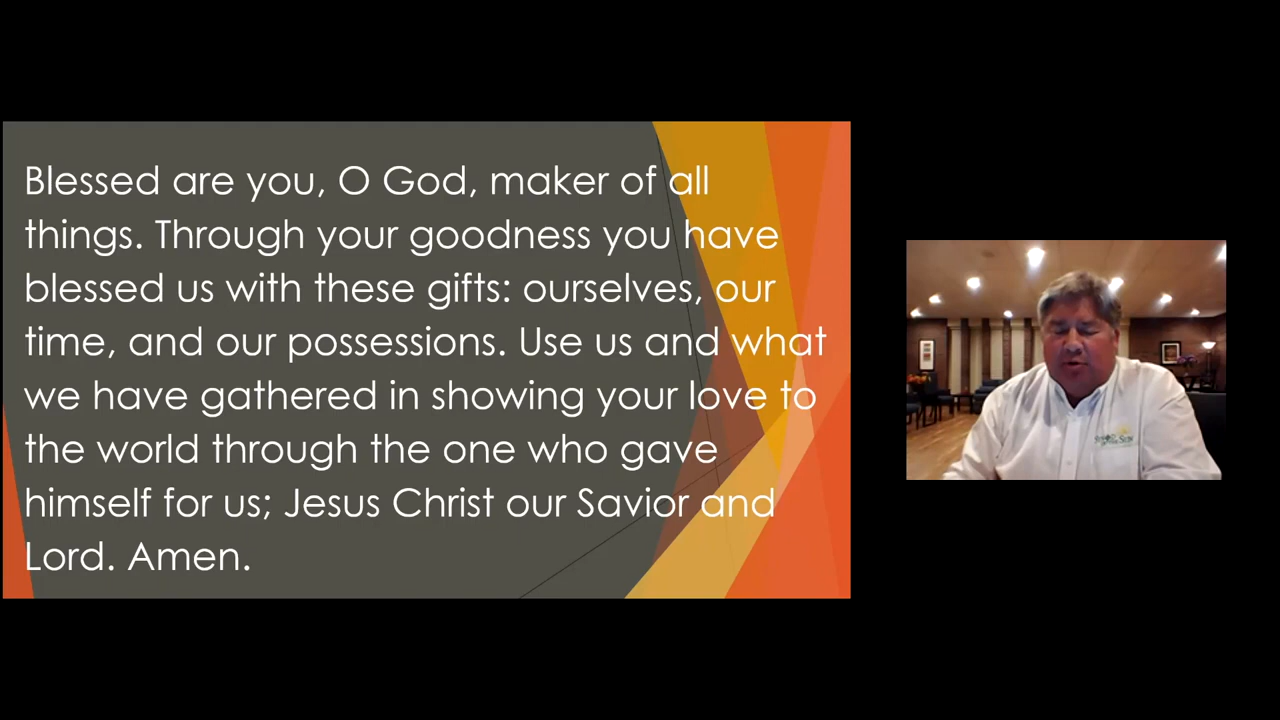 Blessed are you, O God, maker of all
things. Through your goodness you have
blessed us with these gifts: ourselves, our
time, and our possessions. Use us and what
we have gathered in showing your love to
the world through the one who gave
himself for us; Jesus Christ our Savior and
Lord. Amen.